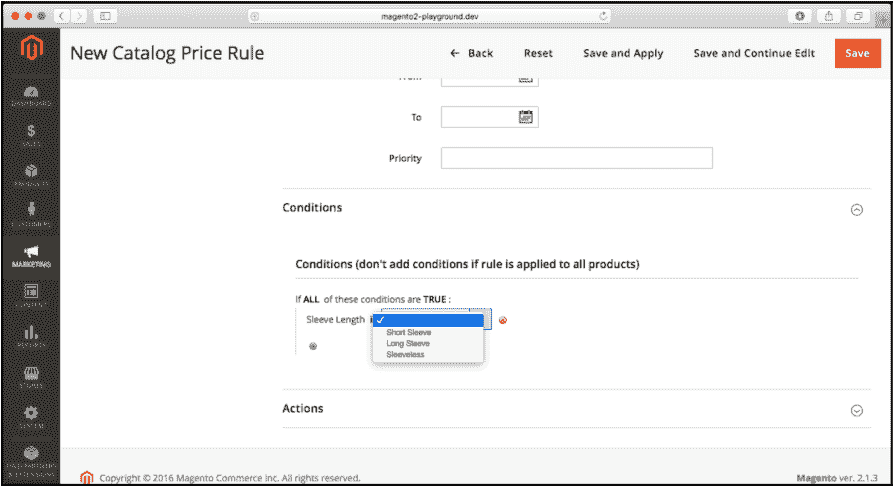 magento2-playground.dev
New Catalog Price Rule
← Back Reset Save and Apply Save and Continue Edit Save
DASHBOARD
SALES
PRODUCTS
CUSTOMERS
MARKETING
CONTENT
REPORTS
STORES
SYSTEM
To
Priority
Conditions
Conditions (don't add conditions if rule is applied to all products)
If ALL of these conditions are TRUE :
Sleeve Length
✓
Short Sleeve
Long Sleeve
Sleeveless
Actions
Copyright © 2016 Magento Commerce Inc. All rights reserved.
Magento ver. 2.1.3